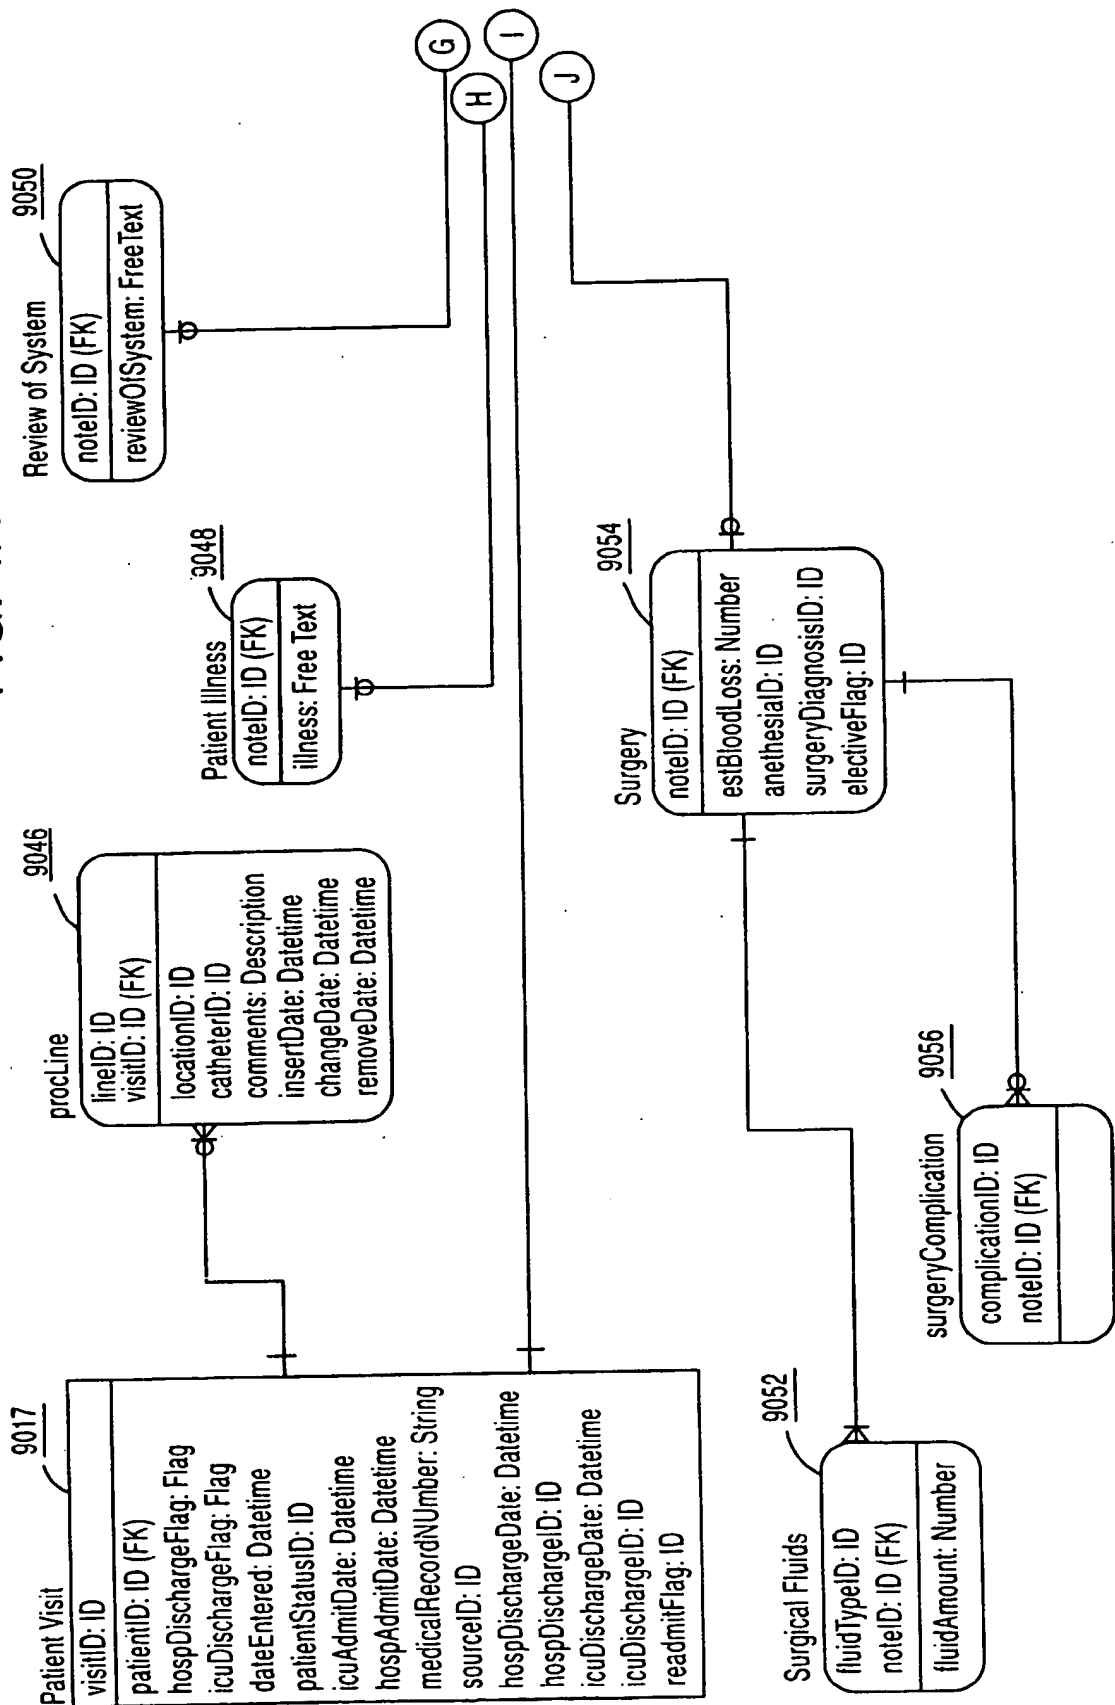 Patient Visit
9017
visitID: ID
patientID: ID (FK)
hospDischargeFlag: Flag
icuDischargeFlag: Flag
dateEntered: Datetime
patientStatusID: ID
icuAdmitDate: Datetime
hospAdmitDate: Datetime
medicalRecordNUmber: String
sourceID: ID
hospDischargeDate: Datetime
hospDischargeID: ID
icuDischargeDate: Datetime
icuDischargeID: ID
readmitFlag: ID
procLine
9046
lineID: ID
visitID: ID (FK)
locationID: ID
catheterID: ID
comments: Description
insertDate: Datetime
changeDate: Datetime
removeDate: Datetime
Patient Illness
9048
noteID: ID (FK)
illness: Free Text
Review of System
9050
noteID: ID (FK)
reviewOfSystem: FreeText
G
H
I
J
Surgical Fluids
9052
fluidTypeID: ID
noteID: ID (FK)
fluidAmount: Number
surgeryComplication
9056
complicationID: ID
noteID: ID (FK)
Surgery
9054
noteID: ID (FK)
estBloodLoss: Number
anethesiaID: ID
surgeryDiagnosisID: ID
electiveFlag: ID